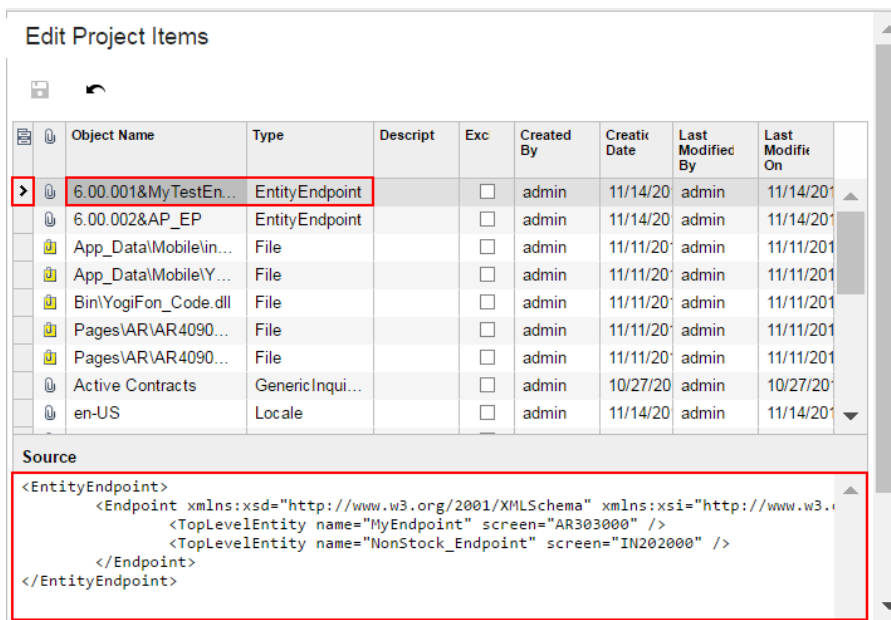 Edit Project Items
Object Name Type Descript Exc Created By Creatic Date Last Modified By Last Modifie On
6.00.001&MyTestEn... EntityEndpoint admin 11/14/20 admin 11/14/201
6.00.002&AP_EP EntityEndpoint admin 11/14/20 admin 11/14/201
App_Data\Mobile\in... File admin 11/11/201 admin 11/11/201
App_Data\Mobile\Y... File admin 11/11/201 admin 11/11/201
Bin\YogiFon_Code.dll File admin 11/11/201 admin 11/11/201
Pages\AR\AR4090... File admin 11/11/201 admin 11/11/201
Pages\AR\AR4090... File admin 11/11/201 admin 11/11/201
Active Contracts GenericInqui... admin 10/27/20 admin 10/27/201
en-US Locale admin 11/14/20 admin 11/14/201
Source
<EntityEndpoint>
<Endpoint xmlns:xsd="http://www.w3.org/2001/XMLSchema" xmlns:xsi="http://www.w3.
<TopLevelEntity name="MyEndpoint" screen="AR303000" />
<TopLevelEntity name="NonStock_Endpoint" screen="IN202000" />
</Endpoint>
</EntityEndpoint>